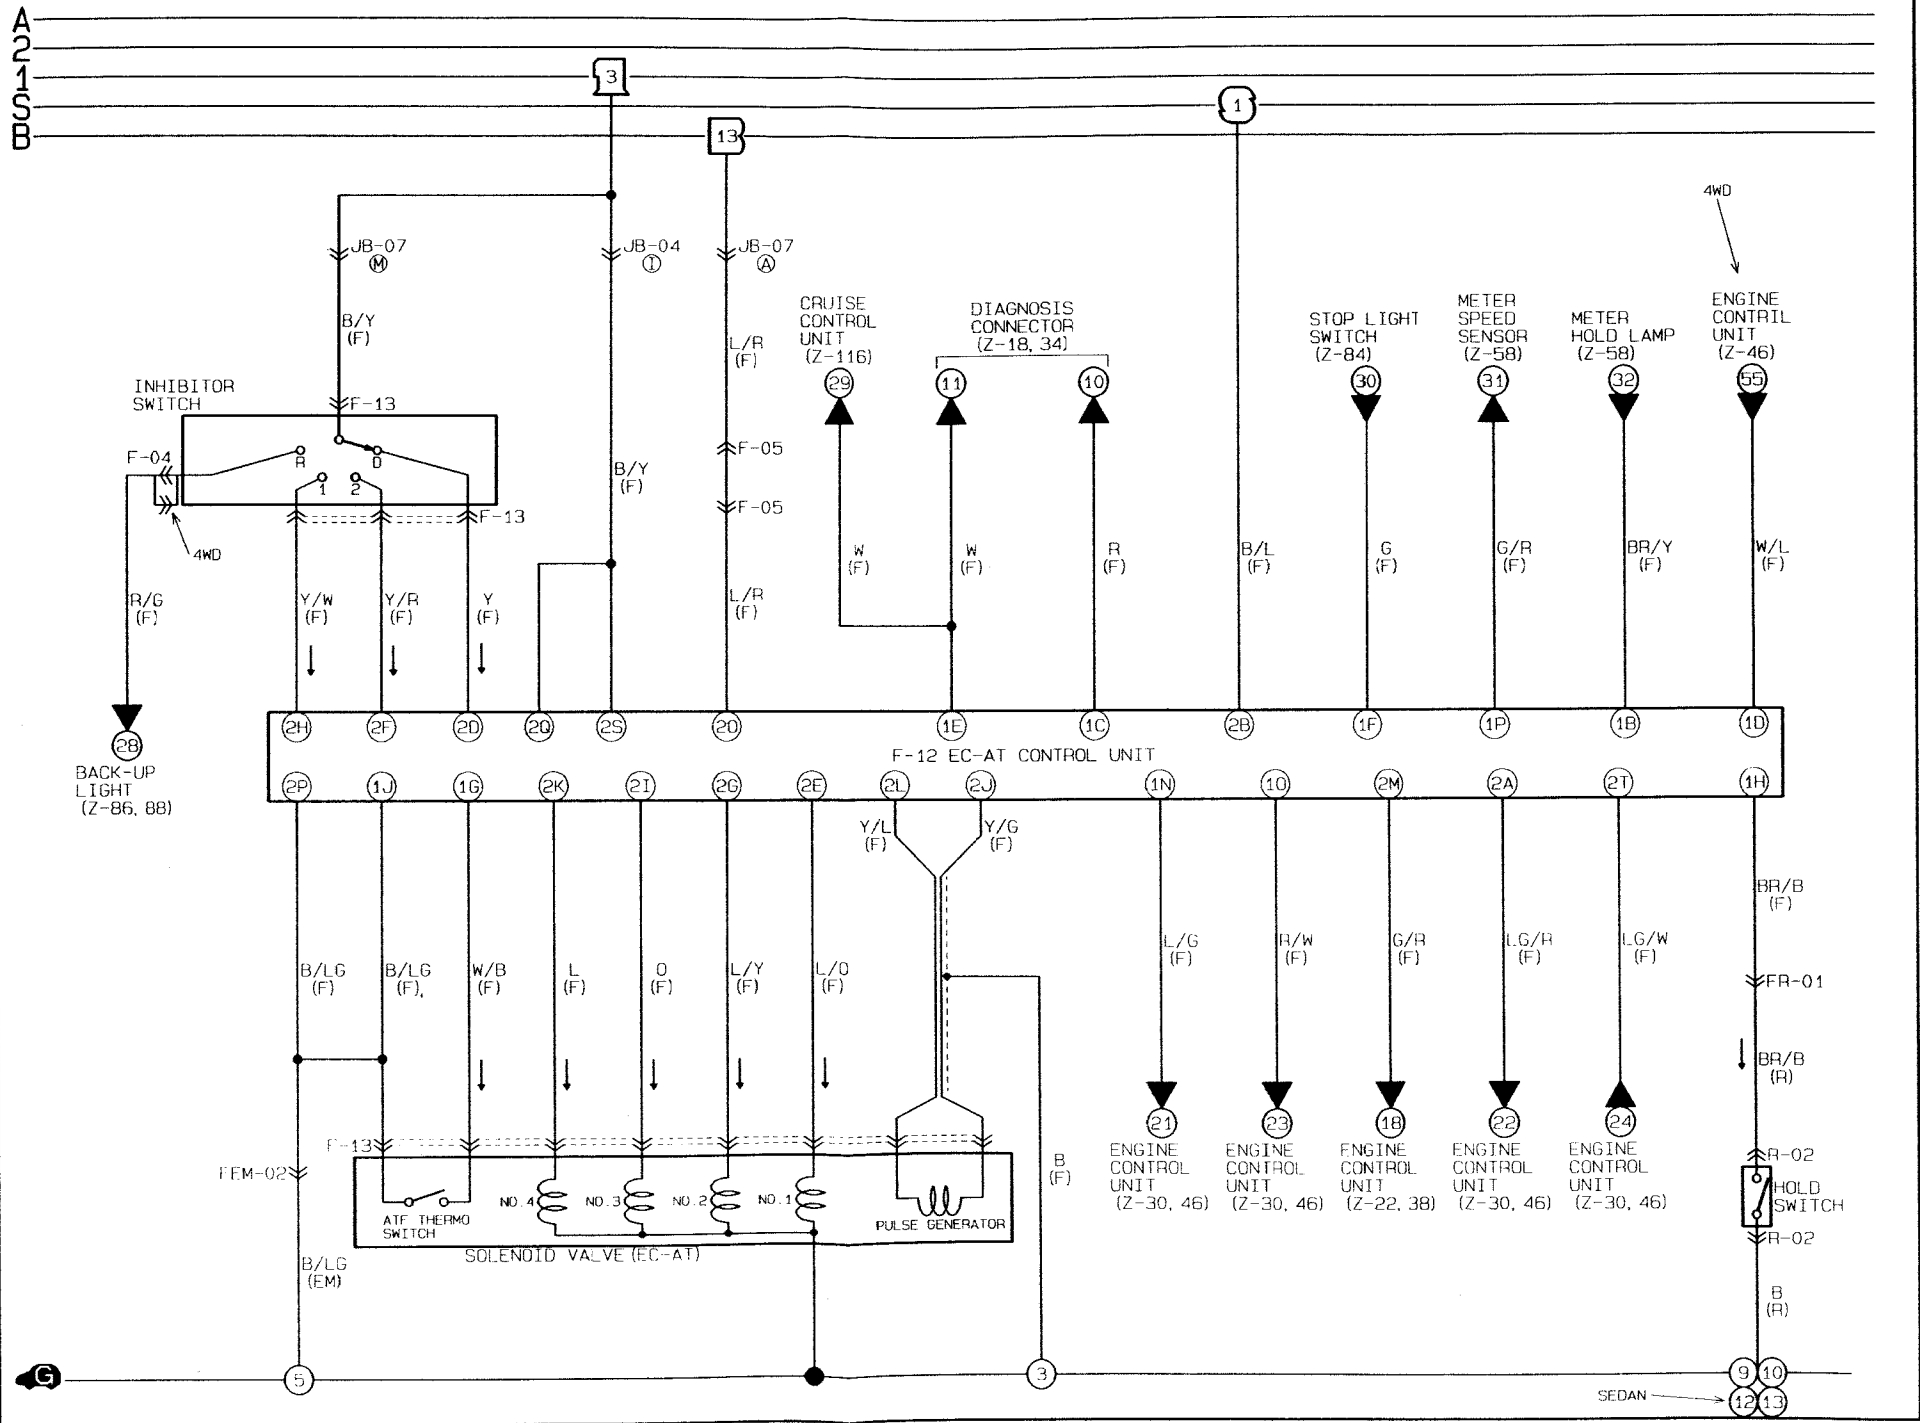 A
2
1
S
B
3
13
1
4WD
JB-07
M
JB-04
I
JB-07
A
B/Y
(F)
L/R
(F)
CRUISE
CONTROL
UNIT
(Z-116)
29
DIAGNOSIS
CONNECTOR
(Z-18, 34)
11
10
STOP LIGHT
SWITCH
(Z-84)
30
METER
SPEED
SENSOR
(Z-58)
31
METER
HOLD LAMP
(Z-58)
32
ENGINE
CONTRIL
UNIT
(Z-46)
55
INHIBITOR
SWITCH
F-13
F-04
R
D
1
2
F-13
4WD
F-05
F-05
B/Y
(F)
R/G
(F)
Y/W
(F)
Y/R
(F)
Y
(F)
L/R
(F)
W
(F)
W
(F)
R
(F)
B/L
(F)
G
(F)
G/R
(F)
BR/Y
(F)
W/L
(F)
28
BACK-UP
LIGHT
(Z-86, 88)
2H
2F
2D
2Q
2S
2O
1E
1C
2B
1F
1P
1B
1D
F-12 EC-AT CONTROL UNIT
2P
1J
1G
2K
2I
2G
2E
2L
2J
1N
1O
2M
2A
2T
1H
Y/L
(F)
Y/G
(F)
B/LG
(F)
B/LG
(F)
W/B
(F)
L
(F)
O
(F)
L/Y
(F)
L/O
(F)
L/G
(F)
R/W
(F)
G/R
(F)
LG/R
(F)
LG/W
(F)
BR/B
(F)
FR-01
BR/B
(R)
F-13
FEM-02
B
(F)
ATF THERMO
SWITCH
NO.4
NO.3
NO.2
NO.1
PULSE GENERATOR
SOLENOID VALVE (EC-AT)
21
ENGINE
CONTROL
UNIT
(Z-30, 46)
23
ENGINE
CONTROL
UNIT
(Z-30, 46)
18
ENGINE
CONTROL
UNIT
(Z-22, 38)
22
ENGINE
CONTROL
UNIT
(Z-30, 46)
24
ENGINE
CONTROL
UNIT
(Z-30, 46)
R-02
HOLD
SWITCH
R-02
B/LG
(EM)
B
(R)
G
5
3
9
10
SEDAN
12
13